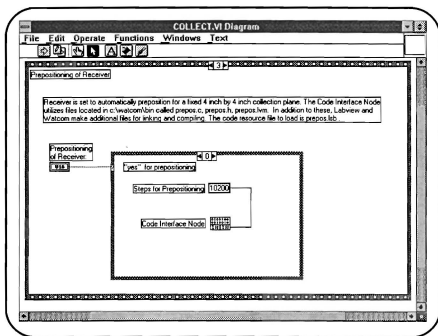 COLLECT.VI Diagram
File Edit Operate Functions Windows Text
3
Prepositioning of Receiver
Receiver is set to automatically preposition for a fixed 4 inch by 4 inch collection plane. The Code Interface Node
utilizes files located in c:\watcom\bin called prepos.c, prepos.h, prepos.lvm. In addition to these, Labview and
Watcom make additional files for linking and compiling. The code resource file to load is prepos.lsb.
Prepositioning
of Receiver
0
"yes" for prepositioning
Steps for Prepositioning 10200
Code Interface Node